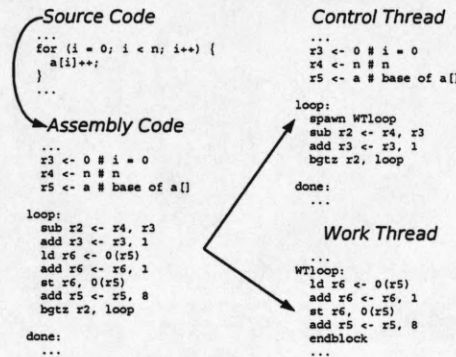 Source Code
...
for (i = 0; i < n; i++) {
a[i]++;
}
...
Assembly Code
...
r3 <- 0 # i = 0
r4 <- n # n
r5 <- a # base of a[]
loop:
sub r2 <- r4, r3
add r3 <- r3, 1
ld r6 <- 0(r5)
add r6 <- r6, 1
st r6, 0(r5)
add r5 <- r5, 8
bgtz r2, loop
done:
...
Control Thread
...
r3 <- 0 # i = 0
r4 <- n # n
r5 <- a # base of a[]
loop:
spawn WTloop
sub r2 <- r4, r3
add r3 <- r3, 1
bgtz r2, loop
done:
...
Work Thread
...
WTloop:
ld r6 <- 0(r5)
add r6 <- r6, 1
st r6, 0(r5)
add r5 <- r5, 8
endblock
...